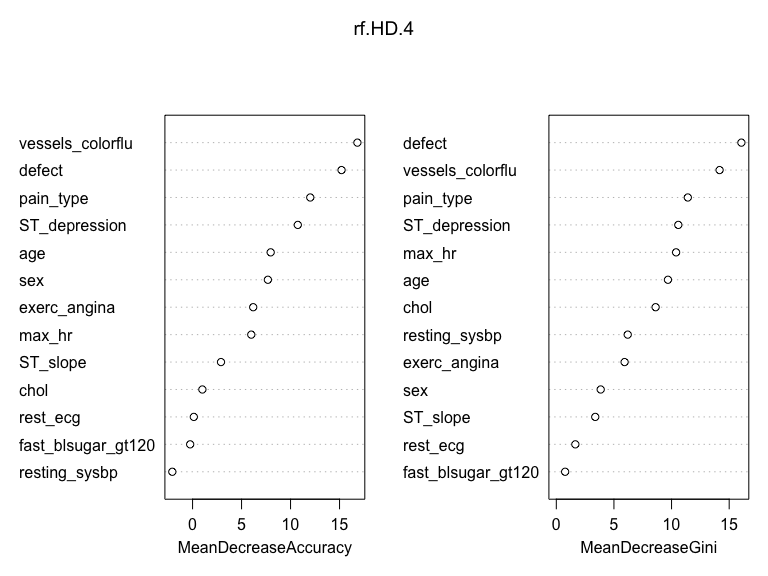 rf.HD.4
vessels_colorflu
defect
pain_type
ST_depression
age
sex
exerc_angina
max_hr
ST_slope
chol
rest_ecg
fast_blsugar_gt120
resting_sysbp
0 5 10 15
MeanDecreaseAccuracy
defect
vessels_colorflu
pain_type
ST_depression
max_hr
age
chol
resting_sysbp
exerc_angina
sex
ST_slope
rest_ecg
fast_blsugar_gt120
0 5 10 15
MeanDecreaseGini